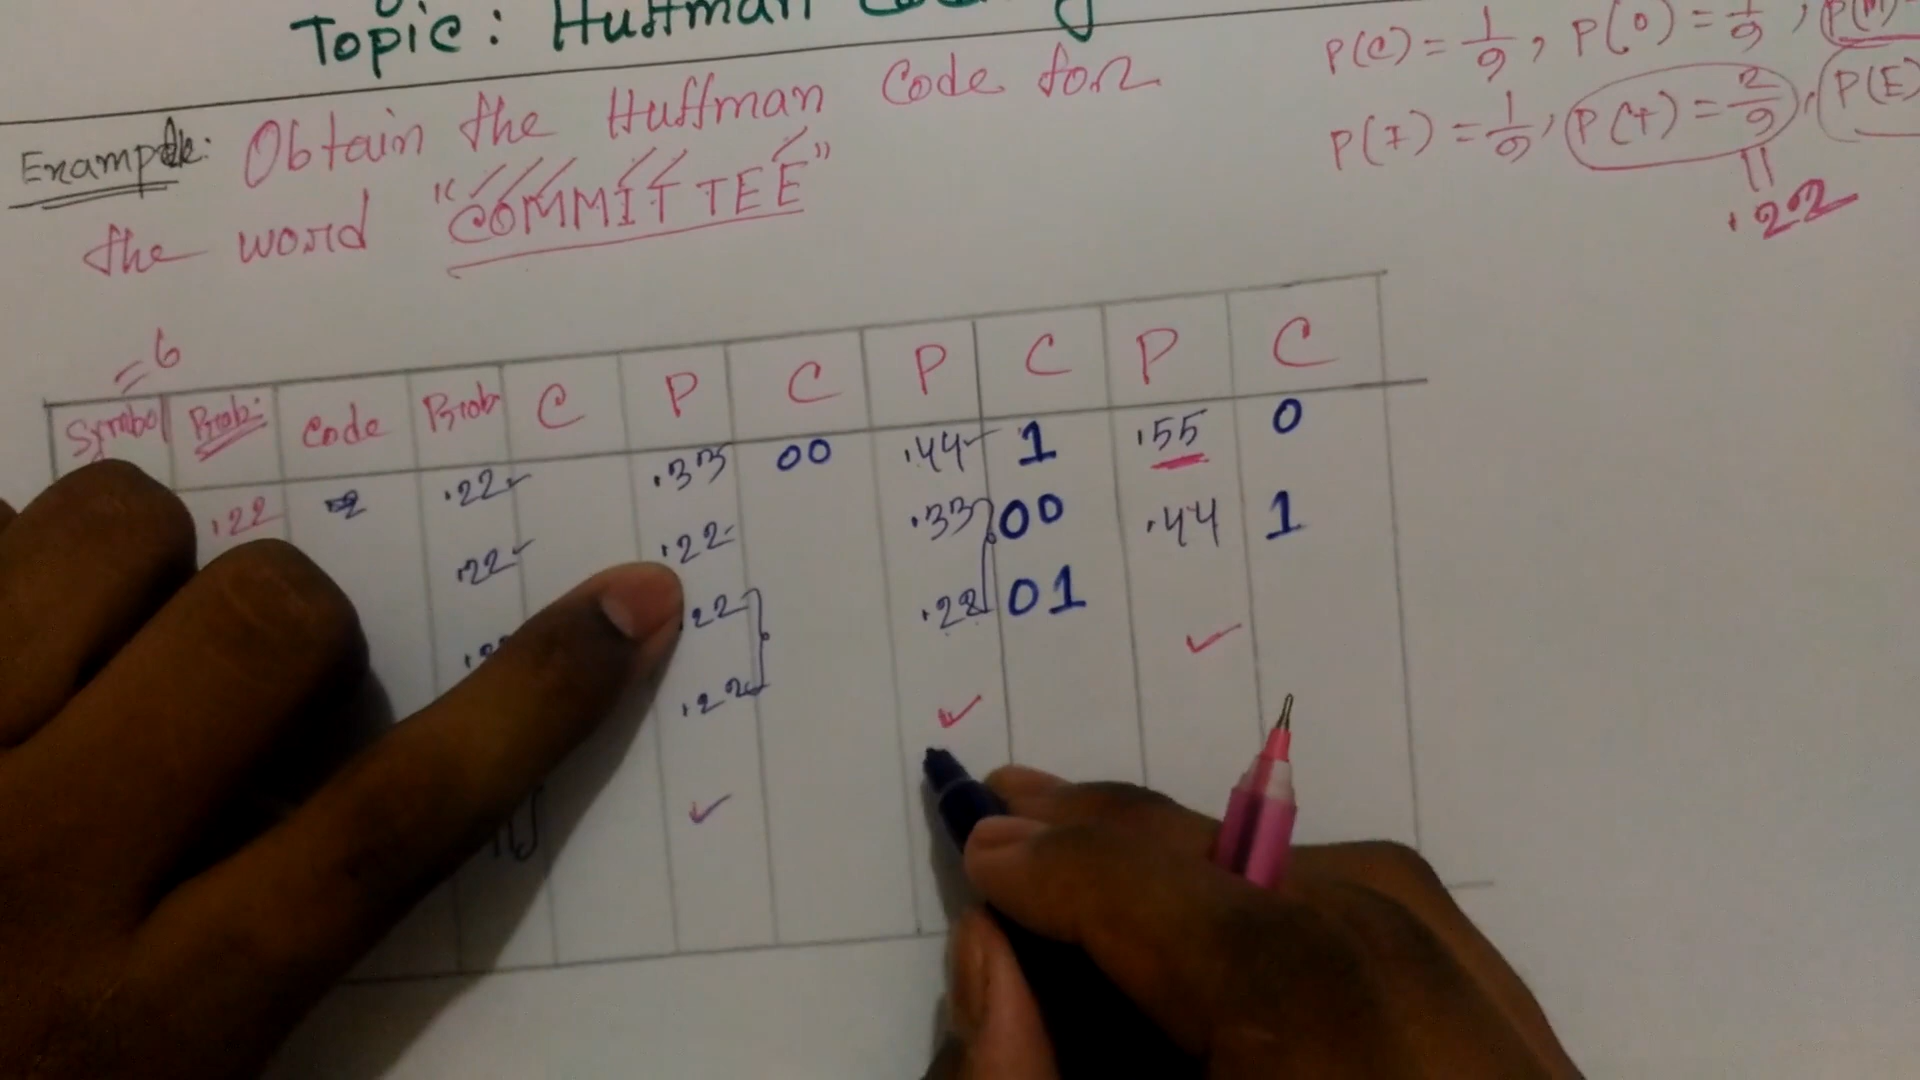 Topic: Huffman
Example: Obtain the Huffman Code for
the word "COMMITTEE"
P(C) = 1/9, P(O) = 1/9, P(M)
P(I) = 1/9, P(T) = 2/9, P(E)
.22
= 6
Symbol Prob: Code Prob C P C P C P C
.22 .22 .33 00 .44 1 .55 0
.22 .22 .33 00 .44 1
.22 .22 01
.22